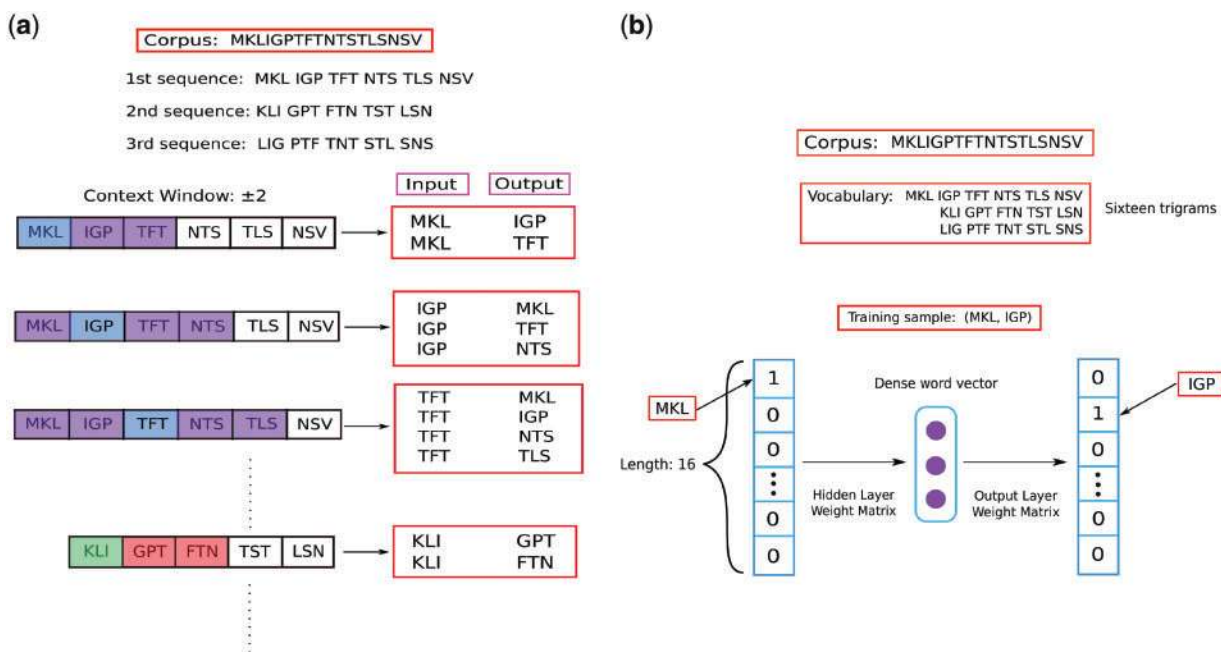 (a)
Corpus: MKLIGPTFTNTSTLSNSV
1st sequence: MKL IGP TFT NTS TLS NSV
2nd sequence: KLI GPT FTN TST LSN
3rd sequence: LIG PTF TNT STL SNS
Context Window: ±2
Input Output
MKL IGP TFT NTS TLS NSV
MKL IGP
MKL TFT
MKL IGP TFT NTS TLS NSV
IGP MKL
IGP TFT
IGP NTS
MKL IGP TFT NTS TLS NSV
TFT MKL
TFT IGP
TFT NTS
TFT TLS
KLI GPT FTN TST LSN
KLI GPT
KLI FTN
(b)
Corpus: MKLIGPTFTNTSTLSNSV
Vocabulary: MKL IGP TFT NTS TLS NSV
KLI GPT FTN TST LSN
LIG PTF TNT STL SNS
Sixteen trigrams
Training sample: (MKL, IGP)
MKL
Length: 16
1
0
0
0
0
Dense word vector
Hidden Layer
Weight Matrix
Output Layer
Weight Matrix
0
1
0
0
0
IGP